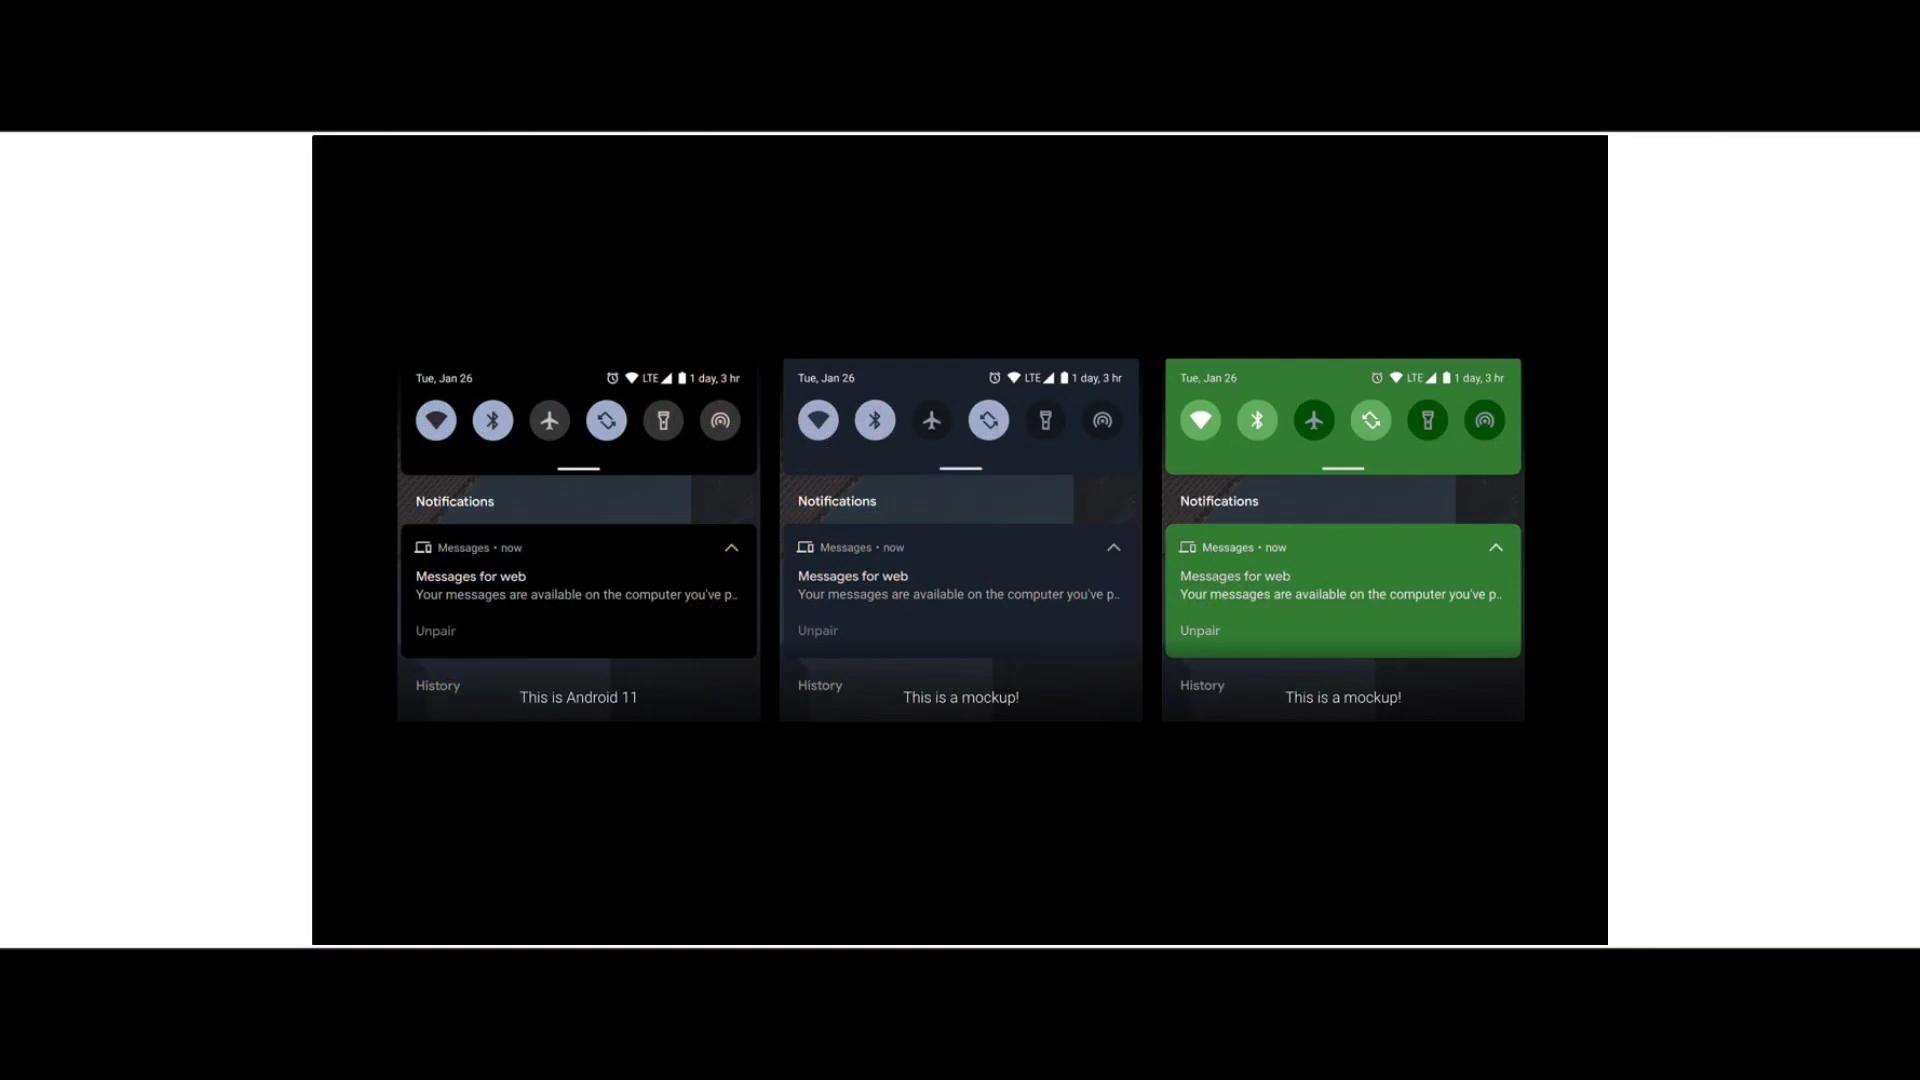 Tue, Jan 26 LTE 1 day, 3 hr
Notifications
Messages • now
Messages for web
Your messages are available on the computer you've p..
Unpair
History
This is Android 11
Tue, Jan 26 LTE 1 day, 3 hr
Notifications
Messages • now
Messages for web
Your messages are available on the computer you've p..
Unpair
History
This is a mockup!
Tue, Jan 26 LTE 1 day, 3 hr
Notifications
Messages • now
Messages for web
Your messages are available on the computer you've p..
Unpair
History
This is a mockup!